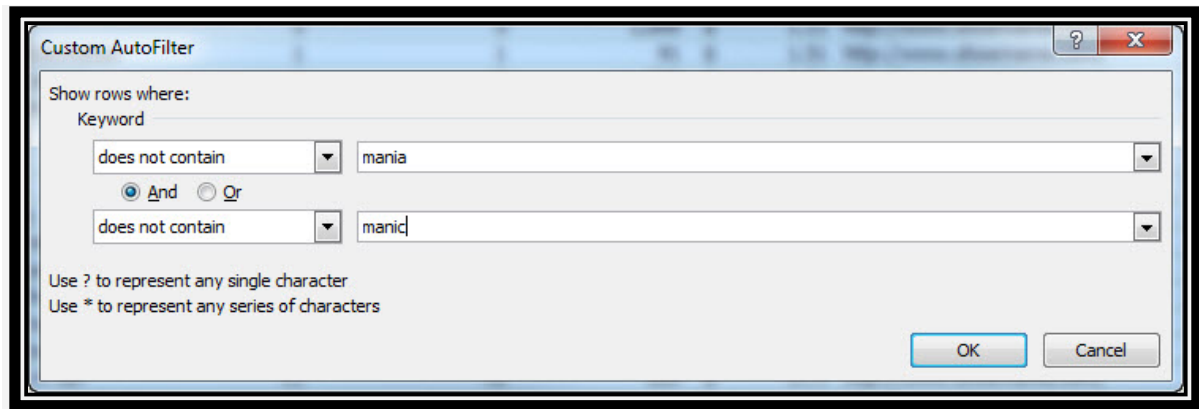 Custom AutoFilter
Show rows where:
Keyword
does not contain mania
And Or
does not contain manic
Use ? to represent any single character
Use * to represent any series of characters
OK Cancel